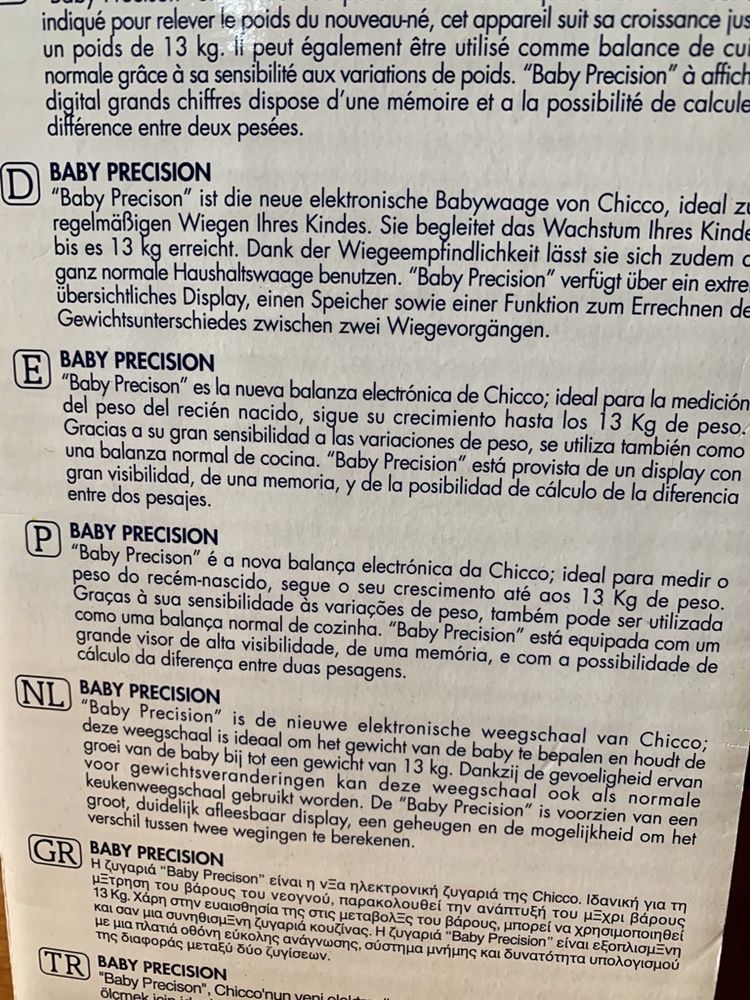 indiqué pour relever le poids du nouveau-né, cet appareil suit sa croissance jus
un poids de 13 kg. Il peut également être utilisé comme balance de cui
normale grâce à sa sensibilité aux variations de poids. “Baby Precision” à affich
digital grands chiffres dispose d’une mémoire et a la possibilité de calcule
différence entre deux pesées.
D BABY PRECISION
“Baby Precison” ist die neue elektronische Babywaage von Chicco, ideal zu
regelmäßigen Wiegen Ihres Kindes. Sie begleitet das Wachstum Ihres Kinde
bis es 13 kg erreicht. Dank der Wiegeempfindlichkeit lässt sie sich zudem a
ganz normale Haushaltswaage benutzen. “Baby Precision” verfügt über ein extre
übersichtliches Display, einen Speicher sowie einer Funktion zum Errechnen de
Gewichtsunterschiedes zwischen zwei Wiegevorgängen.
E BABY PRECISION
“Baby Precison” es la nueva balanza electrónica de Chicco; ideal para la medición
del peso del recién nacido, sigue su crecimiento hasta los 13 Kg de peso.
Gracias a su gran sensibilidad a las variaciones de peso, se utiliza también como
una balanza normal de cocina. “Baby Precision” está provista de un display con
gran visibilidad, de una memoria, y de la posibilidad de cálculo de la diferencia
entre dos pesajes.
P BABY PRECISION
“Baby Precison” é a nova balança electrónica da Chicco; ideal para medir o
peso do recém-nascido, segue o seu crescimento até aos 13 Kg de peso.
Graças à sua sensibilidade às variações de peso, também pode ser utilizada
como uma balança normal de cozinha. “Baby Precision” está equipada com um
grande visor de alta visibilidade, de uma memória, e com a possibilidade de
cálculo da diferença entre duas pesagens.
NL BABY PRECISION
“Baby Precision” is de nieuwe elektronische weegschaal van Chicco;
deze weegschaal is ideaal om het gewicht van de baby te bepalen en houdt de
groei van de baby bij tot een gewicht van 13 kg. Dankzij de gevoeligheid ervan
voor gewichtsveranderingen kan deze weegschaal ook als normale
keukenweegschaal gebruikt worden. De “Baby Precision” is voorzien van een
groot, duidelijk afleesbaar display, een geheugen en de mogelijkheid om het
verschil tussen twee wegingen te berekenen.
GR BABY PRECISION
Η ζυγαριά “Baby Precison” είναι η νΞα ηλεκτρονική ζυγαριά της Chicco. Ιδανική για τη
μΞτρηση του βάρους του νεογνού, παρακολουθεί την ανάπτυξή του μΞχρι βάρους
13 Kg. Χάρη στην ευαισθησία της στις μεταβολΞς του βάρους, μπορεί να χρησιμοποιηθεί
και σαν μια συνηθισμΞνη ζυγαριά κουζίνας. Η ζυγαριά “Baby Precision” είναι εξοπλισμΞνη
με μια πλατιά οθόνη εύκολης ανάγνωσης, σύστημα μνήμης και δυνατότητα υπολογισμού
της διαφοράς μεταξύ δύο ζυγίσεων.
TR BABY PRECISION
"Baby Precison", Chicco'nun yeni
ölçmek için